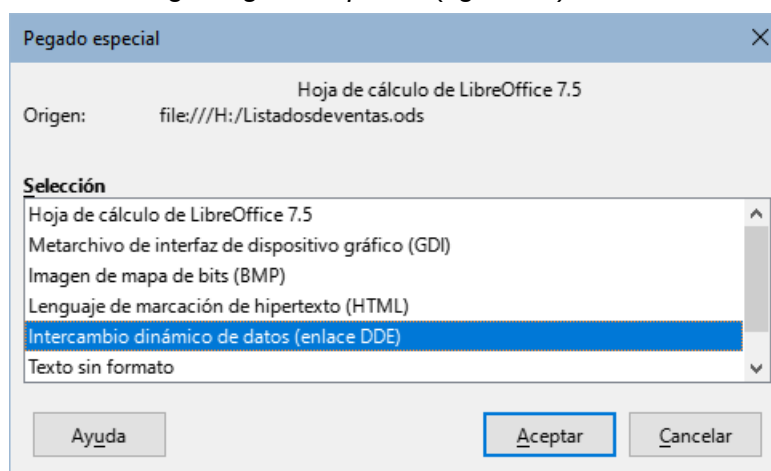 Pegado especial
Hoja de cálculo de LibreOffice 7.5
Origen: file:///H:/Listadosdeventas.ods
Selección
Hoja de cálculo de LibreOffice 7.5
Metarchivo de interfaz de dispositivo gráfico (GDI)
Imagen de mapa de bits (BMP)
Lenguaje de marcación de hipertexto (HTML)
Intercambio dinámico de datos (enlace DDE)
Texto sin formato
Ayuda Aceptar Cancelar